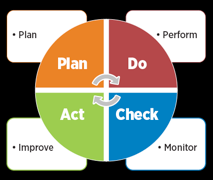 • Plan
• Perform
Plan
Do
Act
Check
• Improve
• Monitor